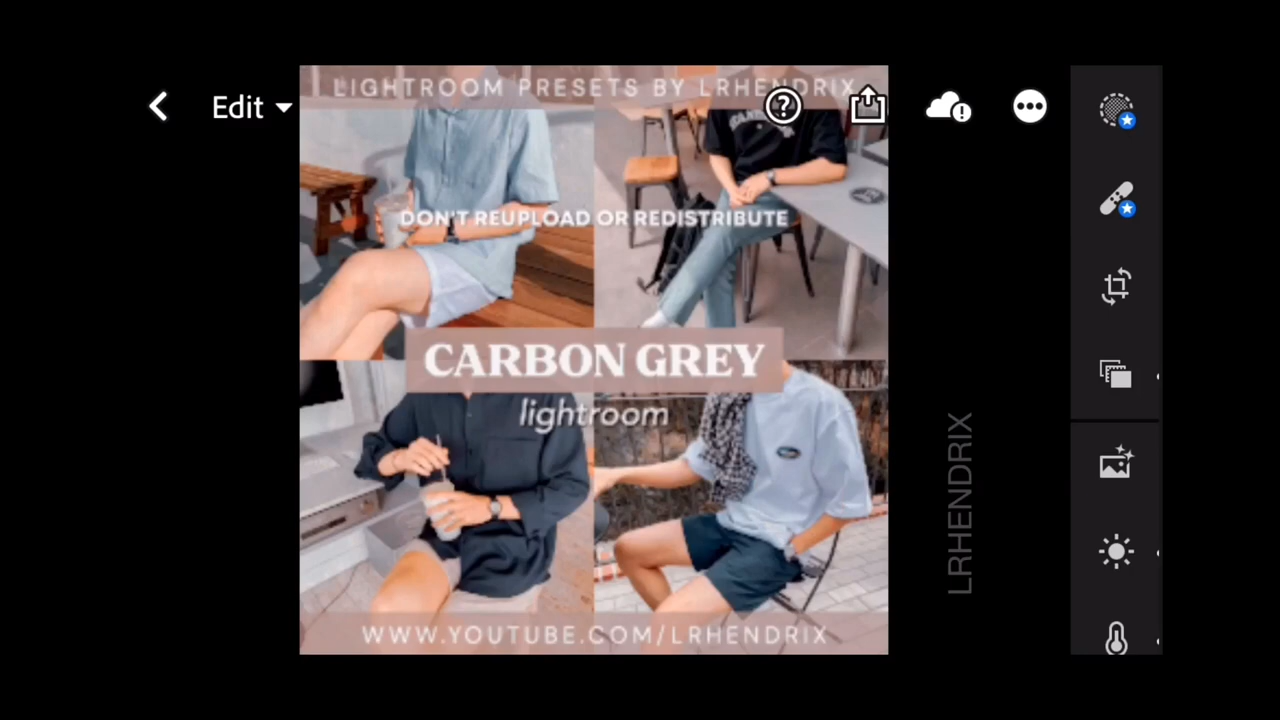 Edit
LIGHTROOM PRESETS BY LRHENDRIX
DON'T REUPLOAD OR REDISTRIBUTE
CARBON GREY
lightroom
LRHENDRIX
WWW.YOUTUBE.COM/LRHENDRIX